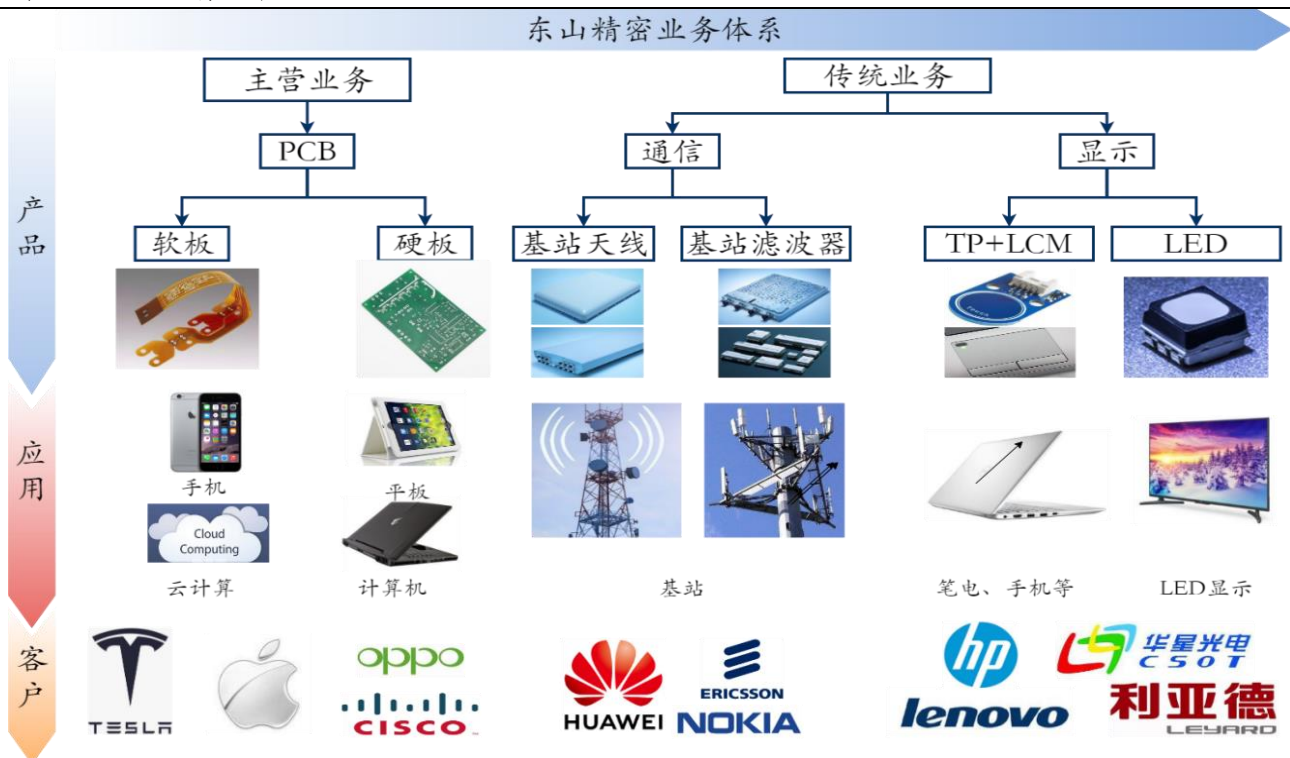 东山精密业务体系
主营业务
传统业务
PCB
通信
显示
产品
软板
硬板
基站天线
基站滤波器
TP+LCM
LED
应用
手机
平板
Cloud
Computing
云计算
计算机
基站
笔电、手机等
LED显示
客户
TESLA
oppo
CISCO
HUAWEI
ERICSSON
NOKIA
hp
lenovo
华星光电
CSOT
利亚德
LEYARD